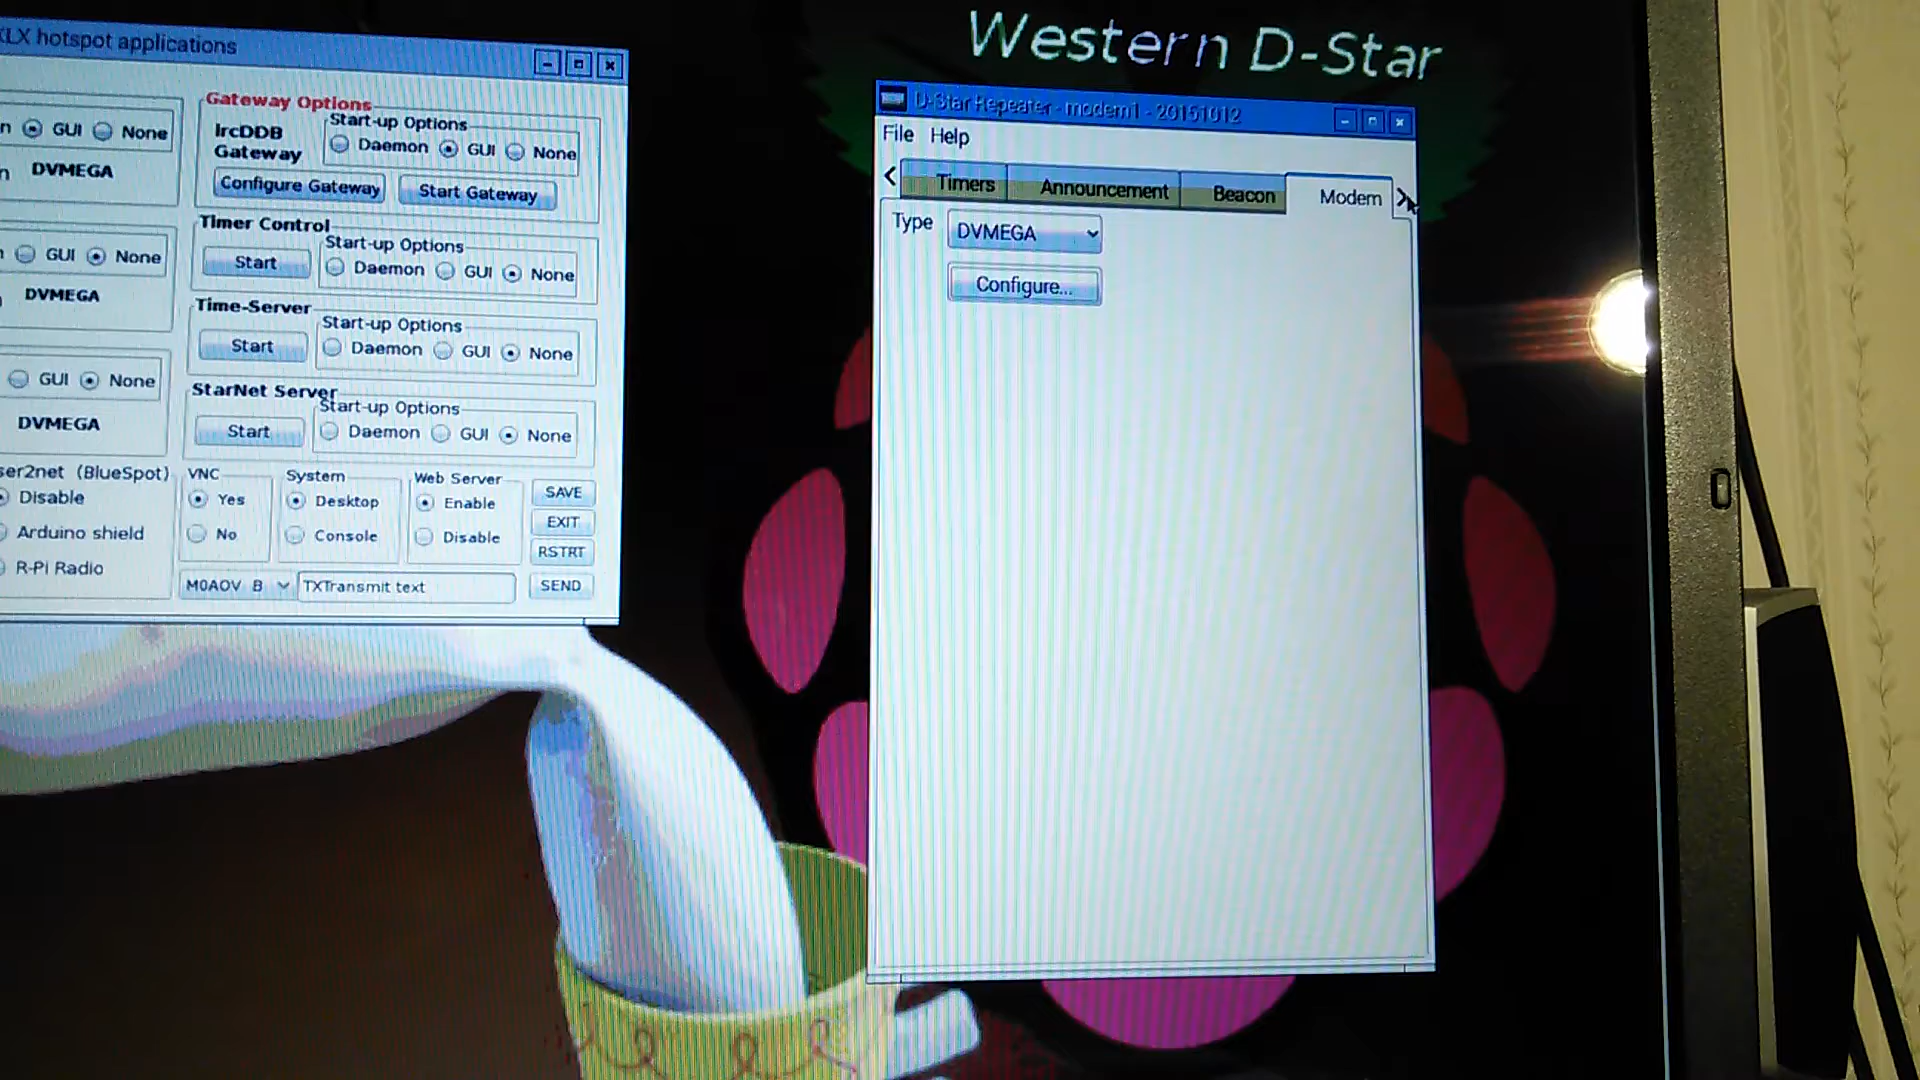 Western D-Star
LX hotspot applications
GUI None
DVMEGA
GUI None
DVMEGA
GUI None
DVMEGA
ser2net (BlueSpot)
Disable
Arduino shield
R-Pi Radio
Gateway Options
IrcDDB
Gateway
Start-up Options
Daemon GUI None
Configure Gateway Start Gateway
Timer Control
Start-up Options
Start Daemon GUI None
Time-Server
Start-up Options
Start Daemon GUI None
StarNet Server
Start-up Options
Start Daemon GUI None
VNC System Web Server
Yes Desktop Enable SAVE
EXIT
No Console Disable RSTRT
M0AOV B TXTransmit text SEND
D-Star Repeater - modem1 - 20151012
File Help
Timers Announcement Beacon Modem
Type DVMEGA
Configure...